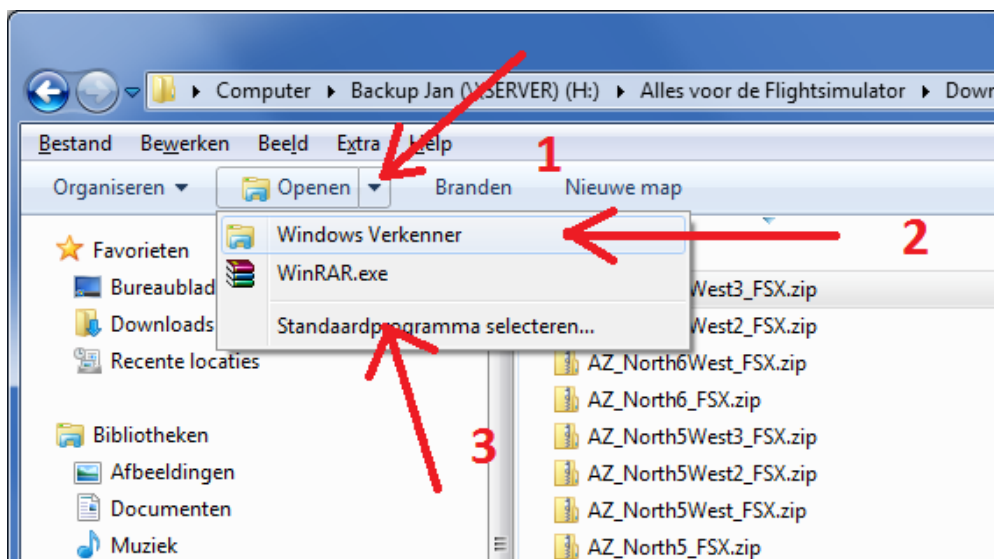 Computer Backup Jan (\\SERVER) (H:) Alles voor de Flightsimulator
Bestand Bewerken Beeld Extra Help
1
Organiseren Openen Branden Nieuwe map
Windows Verkenner
2
Favorieten
WinRAR.exe
Bureaublad
West3_FSX.zip
Downloads
Standaardprogramma selecteren...
West2_FSX.zip
Recente locaties
AZ_North6West_FSX.zip
AZ_North6_FSX.zip
Bibliotheken
3
AZ_North5West3_FSX.zip
Afbeeldingen
AZ_North5West2_FSX.zip
Documenten
AZ_North5West_FSX.zip
Muziek
AZ_North5_FSX.zip